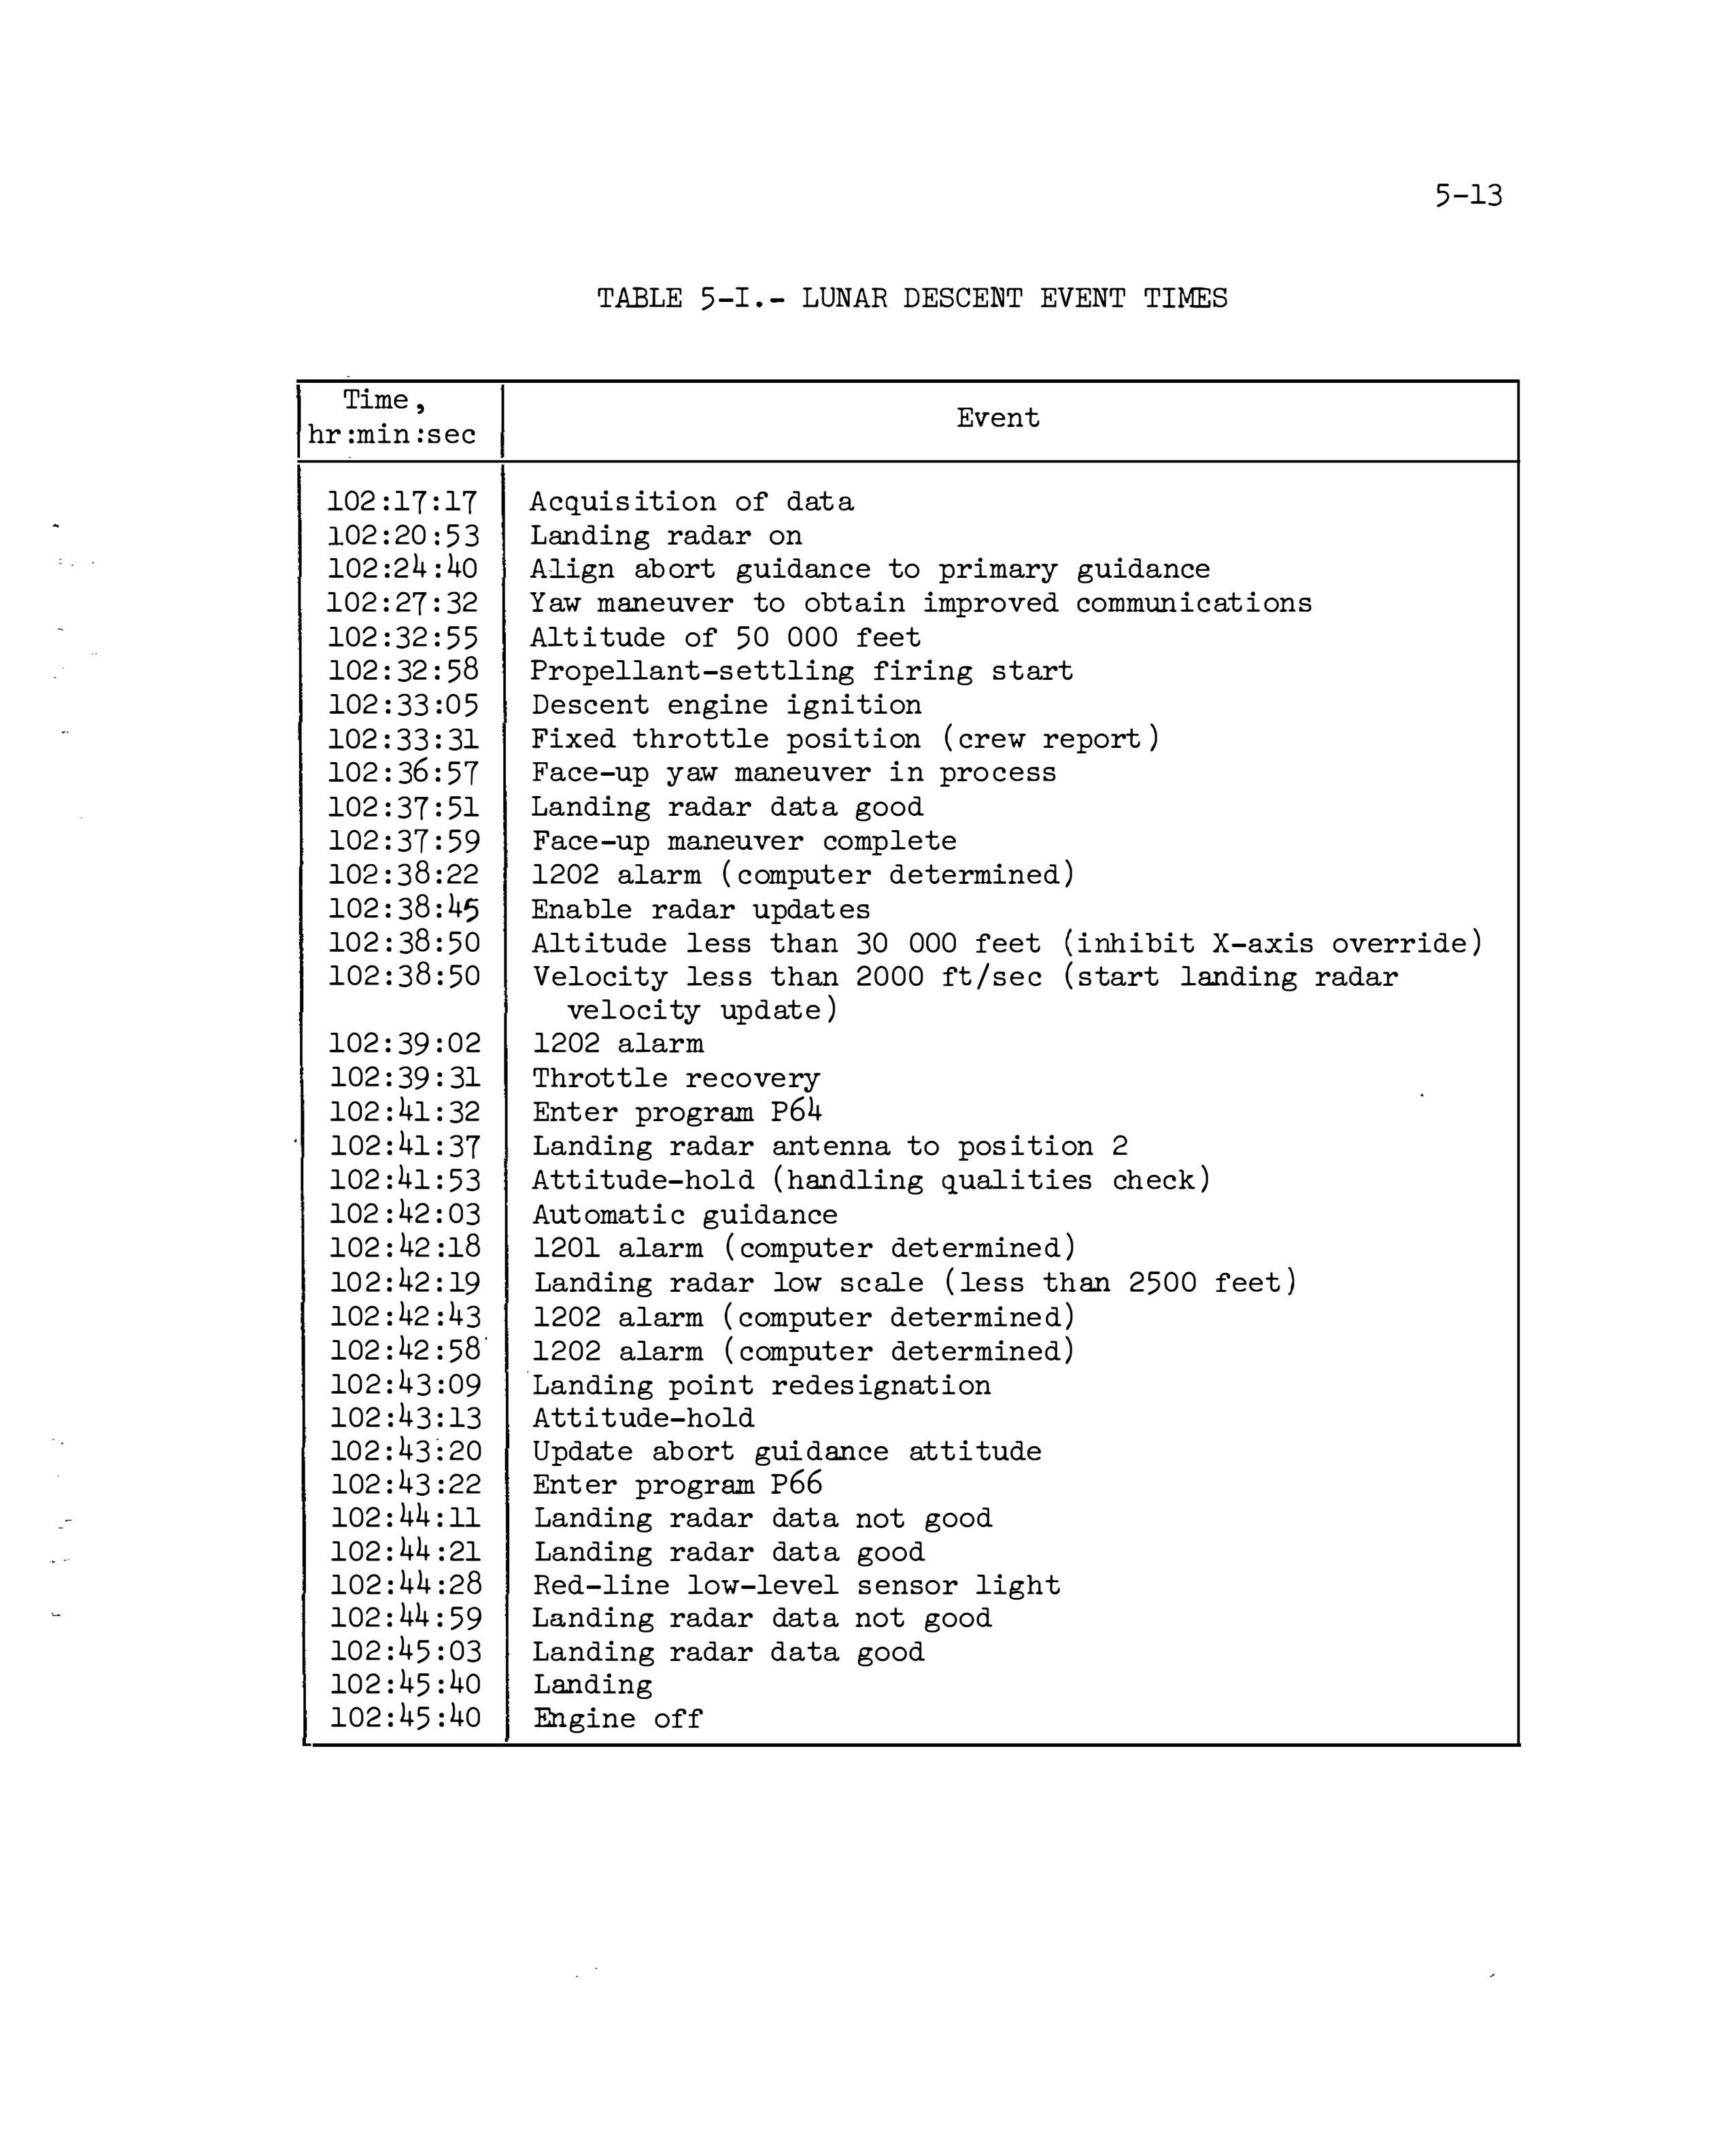 5-13
TABLE 5-I.- LUNAR DESCENT EVENT TIMES
Time,
hr:min:sec
Event
102:17:17 Acquisition of data
102:20:53 Landing radar on
102:24:40 Align abort guidance to primary guidance
102:27:32 Yaw maneuver to obtain improved communications
102:32:55 Altitude of 50 000 feet
102:32:58 Propellant-settling firing start
102:33:05 Descent engine ignition
102:33:31 Fixed throttle position (crew report)
102:36:57 Face-up yaw maneuver in process
102:37:51 Landing radar data good
102:37:59 Face-up maneuver complete
102:38:22 1202 alarm (computer determined)
102:38:45 Enable radar updates
102:38:50 Altitude less than 30 000 feet (inhibit X-axis override)
102:38:50 Velocity less than 2000 ft/sec (start landing radar
velocity update)
102:39:02 1202 alarm
102:39:31 Throttle recovery
102:41:32 Enter program P64
102:41:37 Landing radar antenna to position 2
102:41:53 Attitude-hold (handling qualities check)
102:42:03 Automatic guidance
102:42:18 1201 alarm (computer determined)
102:42:19 Landing radar low scale (less than 2500 feet)
102:42:43 1202 alarm (computer determined)
102:42:58 1202 alarm (computer determined)
102:43:09 Landing point redesignation
102:43:13 Attitude-hold
102:43:20 Update abort guidance attitude
102:43:22 Enter program P66
102:44:11 Landing radar data not good
102:44:21 Landing radar data good
102:44:28 Red-line low-level sensor light
102:44:59 Landing radar data not good
102:45:03 Landing radar data good
102:45:40 Landing
102:45:40 Engine off